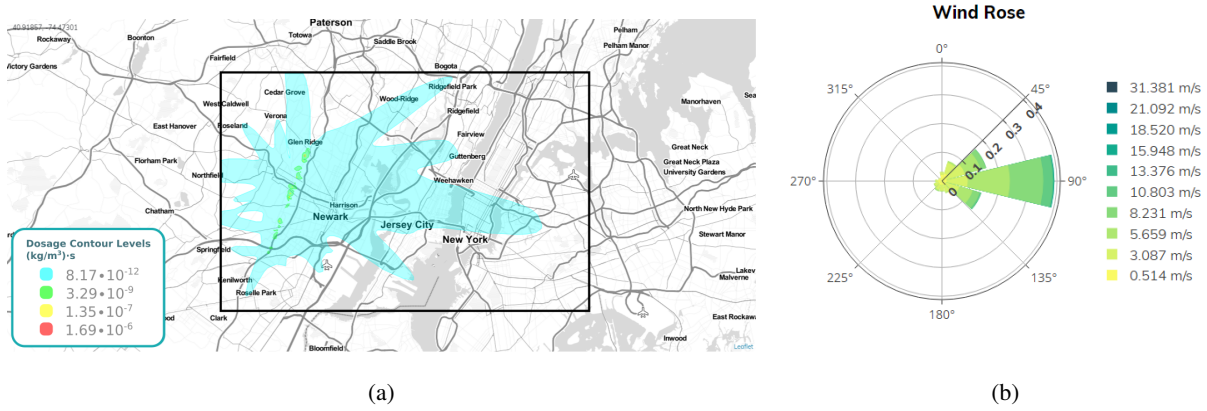 40.91857, -74.47301
Paterson
Rockaway
Boonton
Totowa
Saddle Brook
Pelham
Pelham Manor
Victory Gardens
Fairfield
Bogota
Cedar Grove
Ridgefield Park
West Caldwell
Wood-Ridge
Manorhaven
Verona
Ridgefield
East Hanover
Roseland
Glen Ridge
Fairview
Great Neck
Florham Park
Guttenberg
Great Neck Plaza
University Gardens
Northfield
Weehawken
Chatham
Harrison
Newark
Jersey City
North New Hyde Park
New York
Stewart Manor
Springfield
Kenilworth
Malverne
Roselle Park
Clark
East Rockaway
Inwood
Bloomfield
Leaflet
Dosage Contour Levels
(kg/m³)·s
8.17•10⁻¹²
3.29•10⁻⁹
1.35•10⁻⁷
1.69•10⁻⁶
(a)
Wind Rose
0°
45°
90°
135°
180°
225°
270°
315°
0
0.1
0.2
0.3
0.4
31.381 m/s
21.092 m/s
18.520 m/s
15.948 m/s
13.376 m/s
10.803 m/s
8.231 m/s
5.659 m/s
3.087 m/s
0.514 m/s
(b)